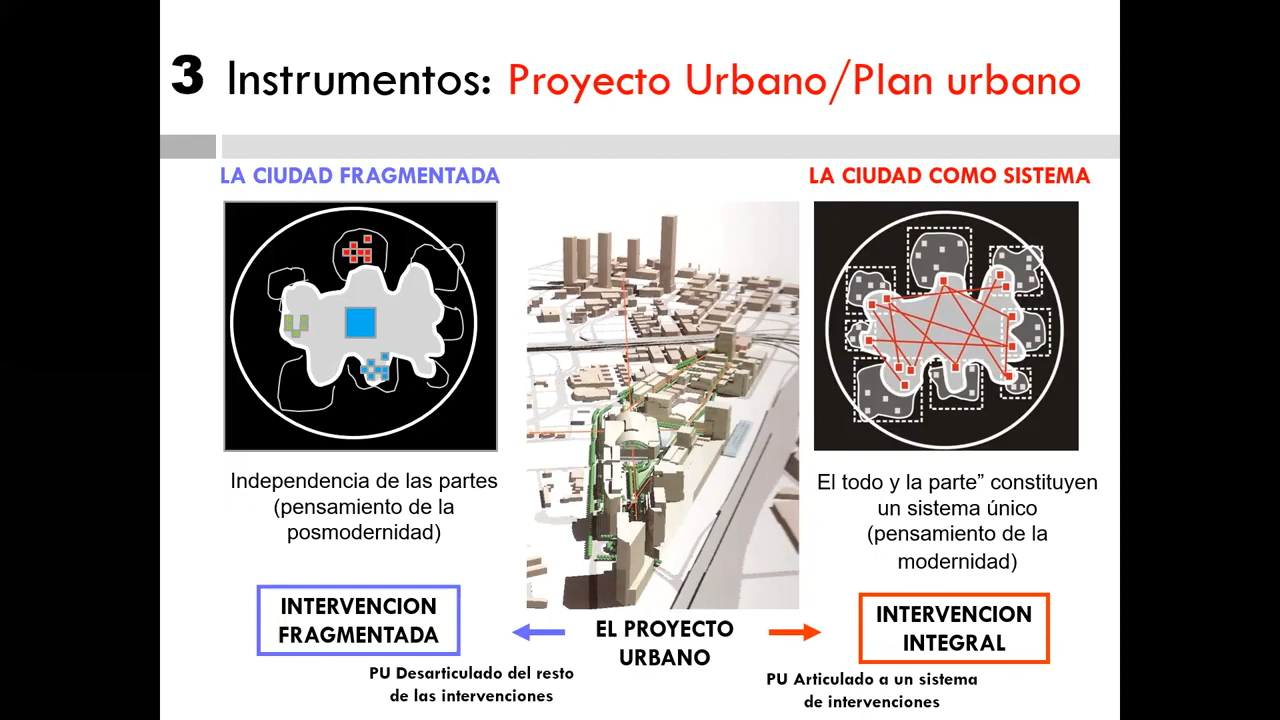 3 Instrumentos: Proyecto Urbano/Plan urbano
LA CIUDAD FRAGMENTADA
LA CIUDAD COMO SISTEMA
Independencia de las partes
(pensamiento de la
posmodernidad)
El todo y la parte” constituyen
un sistema único
(pensamiento de la
modernidad)
INTERVENCION
FRAGMENTADA
EL PROYECTO
URBANO
INTERVENCION
INTEGRAL
PU Desarticulado del resto
de las intervenciones
PU Articulado a un sistema
de intervenciones